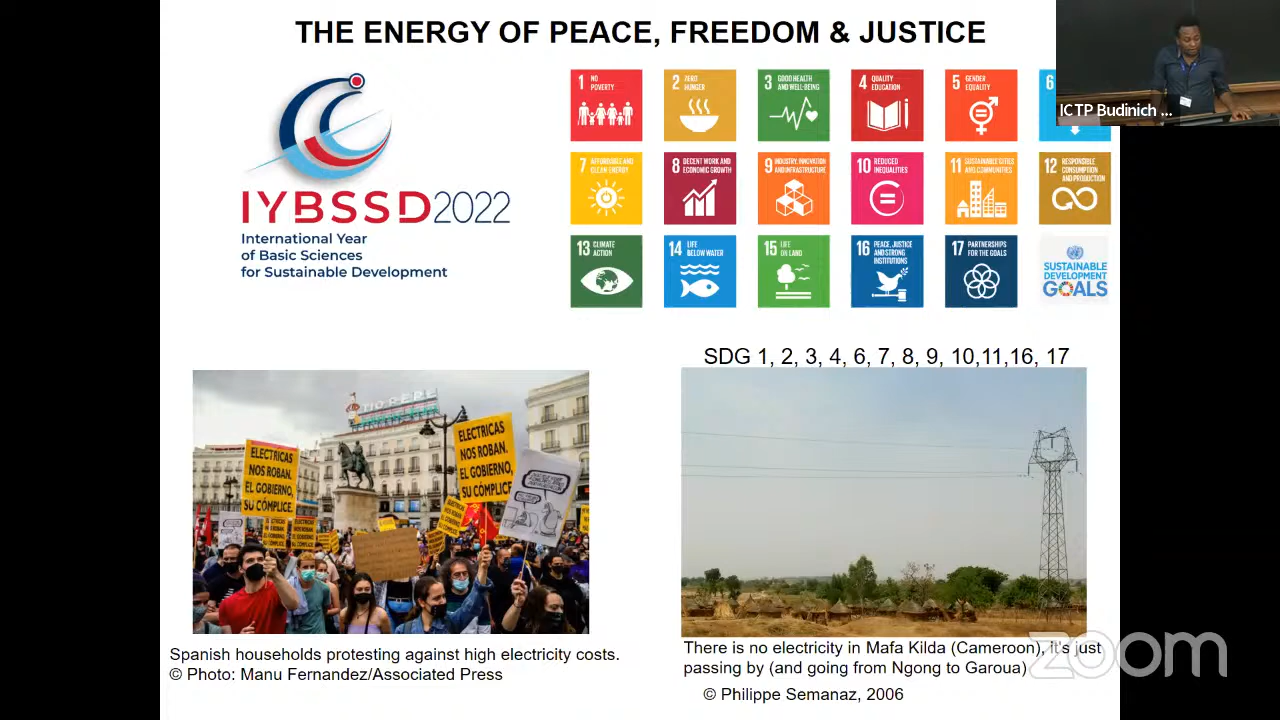 THE ENERGY OF PEACE, FREEDOM & JUSTICE
ICTP Budinich ...
IYBSSD2022
International Year
of Basic Sciences
for Sustainable Development
1 NO
POVERTY
2 ZERO
HUNGER
3 GOOD HEALTH
AND WELL-BEING
4 QUALITY
EDUCATION
5 GENDER
EQUALITY
6
7 AFFORDABLE AND
CLEAN ENERGY
8 DECENT WORK AND
ECONOMIC GROWTH
9 INDUSTRY, INNOVATION
AND INFRASTRUCTURE
10 REDUCED
INEQUALITIES
11 SUSTAINABLE CITIES
AND COMMUNITIES
12 RESPONSIBLE
CONSUMPTION
AND PRODUCTION
13 CLIMATE
ACTION
14 LIFE
BELOW WATER
15 LIFE
ON LAND
16 PEACE, JUSTICE
AND STRONG
INSTITUTIONS
17 PARTNERSHIPS
FOR THE GOALS
SUSTAINABLE
DEVELOPMENT
GOALS
SDG 1, 2, 3, 4, 6, 7, 8, 9, 10,11,16, 17
TIO PEPE
ELECTRICAS
NOS ROBAN.
EL GOBIERNO,
SU CÓMPLICE.
ELECTRICAS
NOS ROBAN.
EL GOBIERNO,
SU CÓMPLICE
Spanish households protesting against high electricity costs.
© Photo: Manu Fernandez/Associated Press
There is no electricity in Mafa Kilda (Cameroon), it's just
passing by (and going from Ngong to Garoua)
© Philippe Semanaz, 2006
zoom